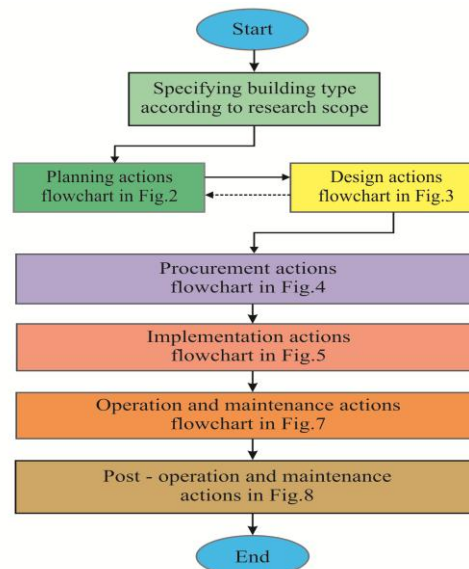 Start
Specifying building type
according to research scope
Planning actions
flowchart in Fig.2
Design actions
flowchart in Fig.3
Procurement actions
flowchart in Fig.4
Implementation actions
flowchart in Fig.5
Operation and maintenance actions
flowchart in Fig.7
Post - operation and maintenance
actions in Fig.8
End